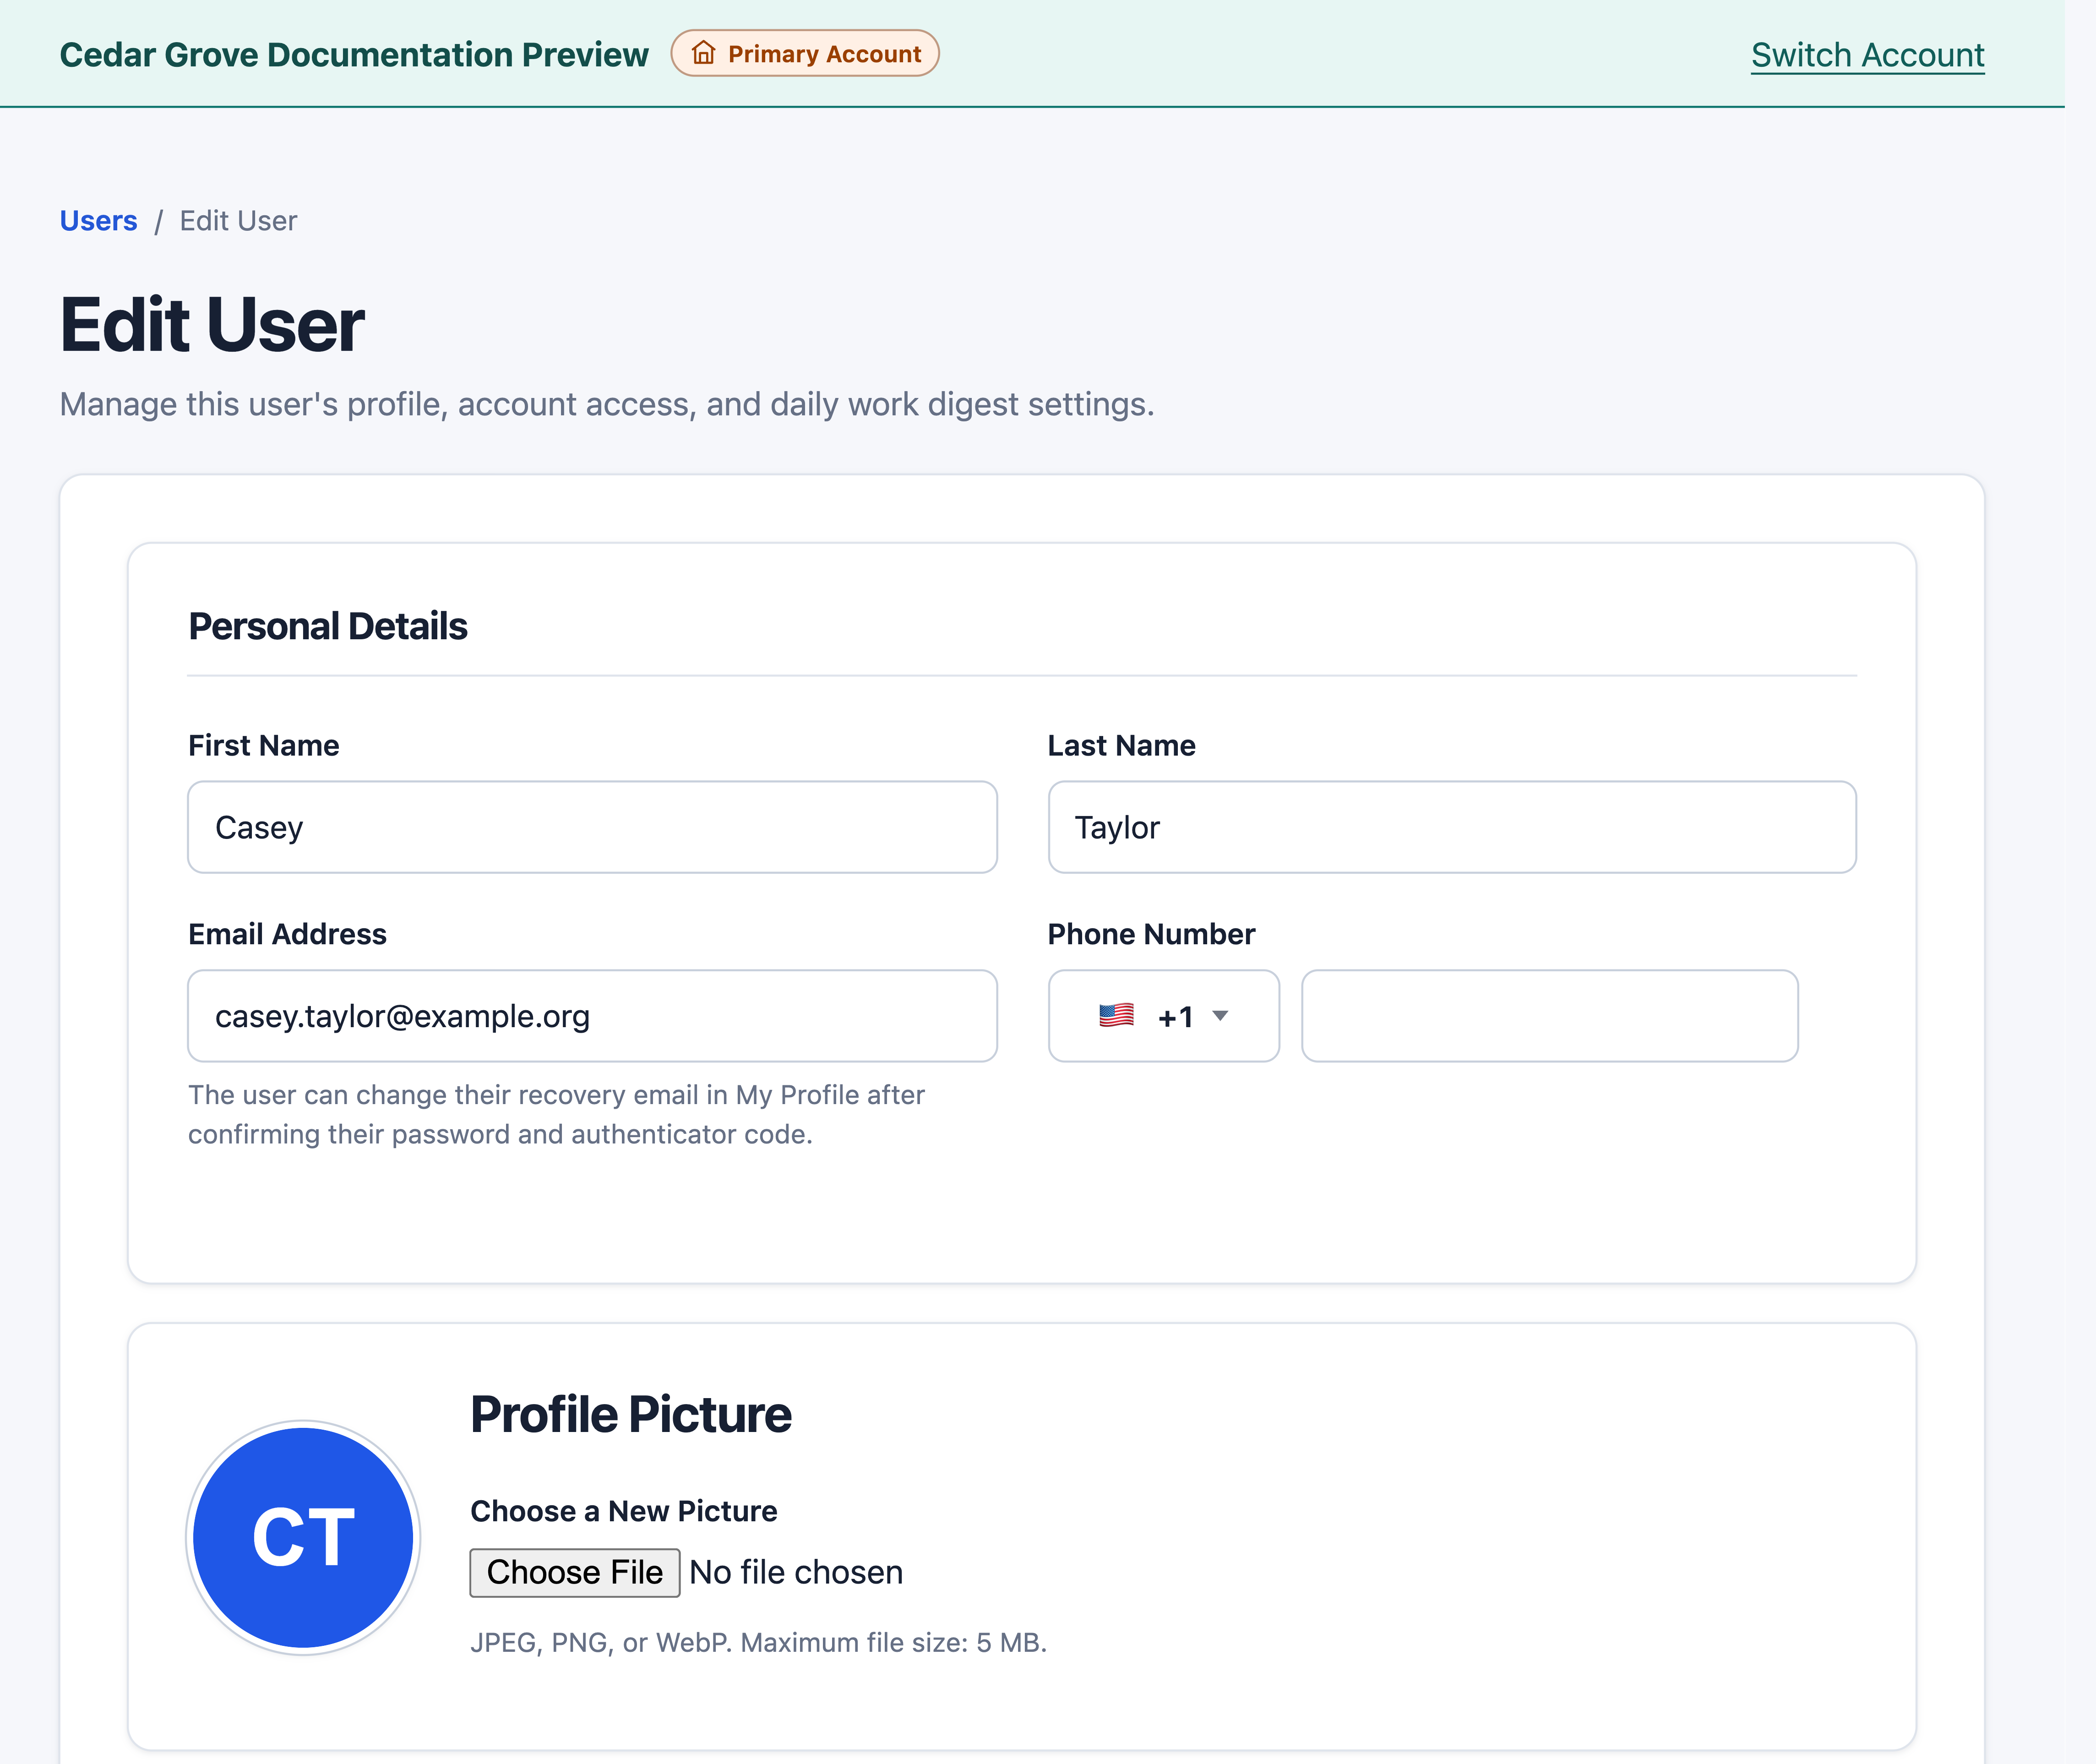 Cedar Grove Documentation Preview Primary Account Switch Account
Users / Edit User
Edit User
Manage this user's profile, account access, and daily work digest settings.
Personal Details
First Name Last Name
Casey Taylor
Email Address Phone Number
casey.taylor@example.org +1
The user can change their recovery email in My Profile after
confirming their password and authenticator code.
Profile Picture
Choose a New Picture
CT
Choose File No file chosen
JPEG, PNG, or WebP. Maximum file size: 5 MB.